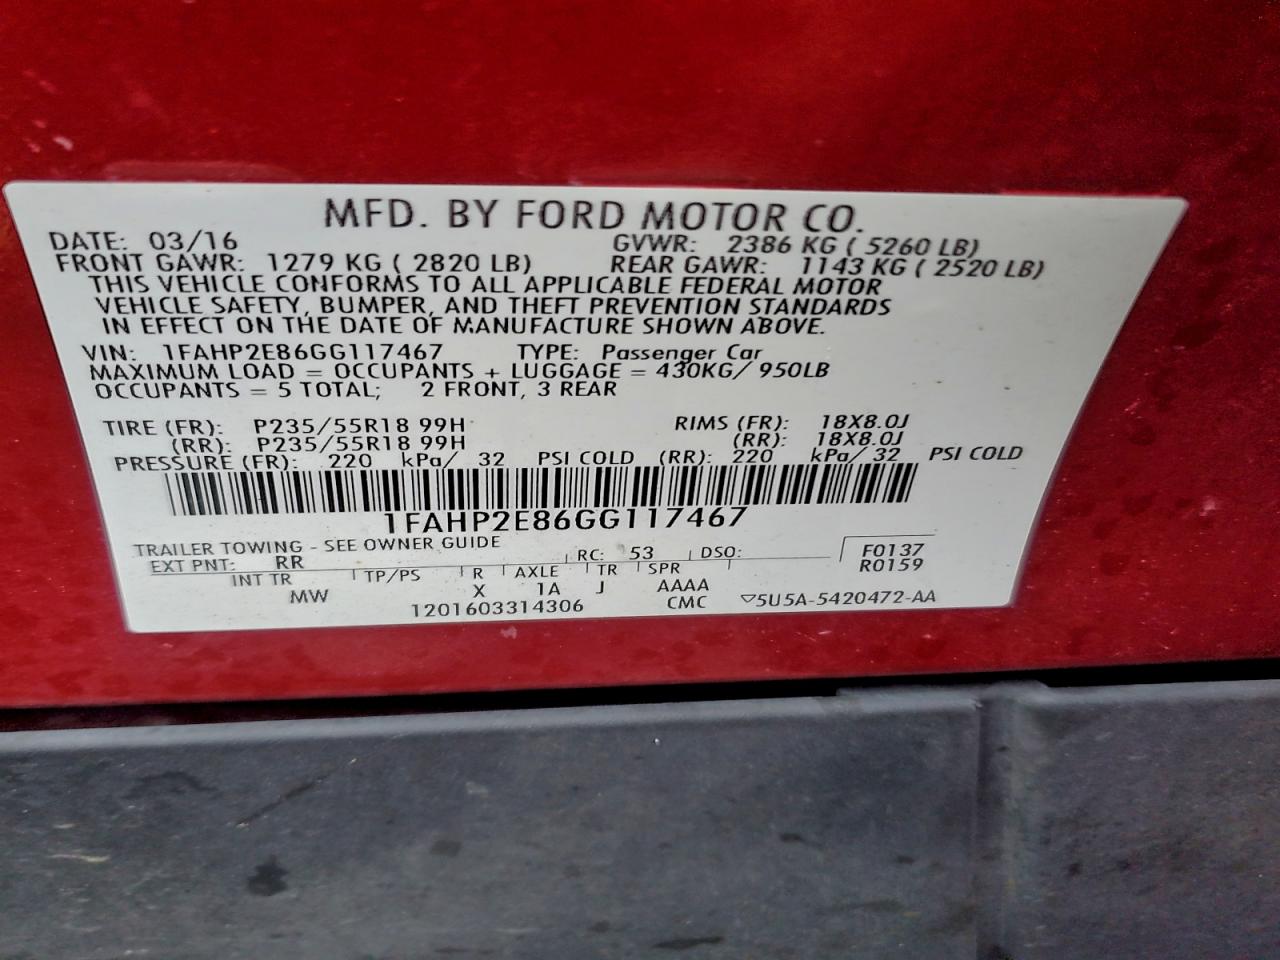 MFD. BY FORD MOTOR CO.
DATE: 03/16 GVWR: 2386 KG ( 5260 LB)
FRONT GAWR: 1279 KG ( 2820 LB) REAR GAWR: 1143 KG ( 2520 LB)
THIS VEHICLE CONFORMS TO ALL APPLICABLE FEDERAL MOTOR
VEHICLE SAFETY, BUMPER, AND THEFT PREVENTION STANDARDS
IN EFFECT ON THE DATE OF MANUFACTURE SHOWN ABOVE.
VIN: 1FAHP2E86GG117467 TYPE: Passenger Car
MAXIMUM LOAD = OCCUPANTS + LUGGAGE = 430KG/ 950LB
OCCUPANTS = 5 TOTAL; 2 FRONT, 3 REAR
TIRE (FR): P235/55R18 99H RIMS (FR): 18X8.0J
(RR): P235/55R18 99H (RR): 18X8.0J
PRESSURE (FR): 220 kPa/ 32 PSI COLD (RR): 220 kPa/ 32 PSI COLD
1FAHP2E86GG117467
TRAILER TOWING - SEE OWNER GUIDE
EXT PNT: RR RC: 53 DSO: F0137
R0159
INT TR TP/PS R AXLE TR SPR
MW X 1A J AAAA
1201603314306 CMC ▽5U5A-5420472-AA